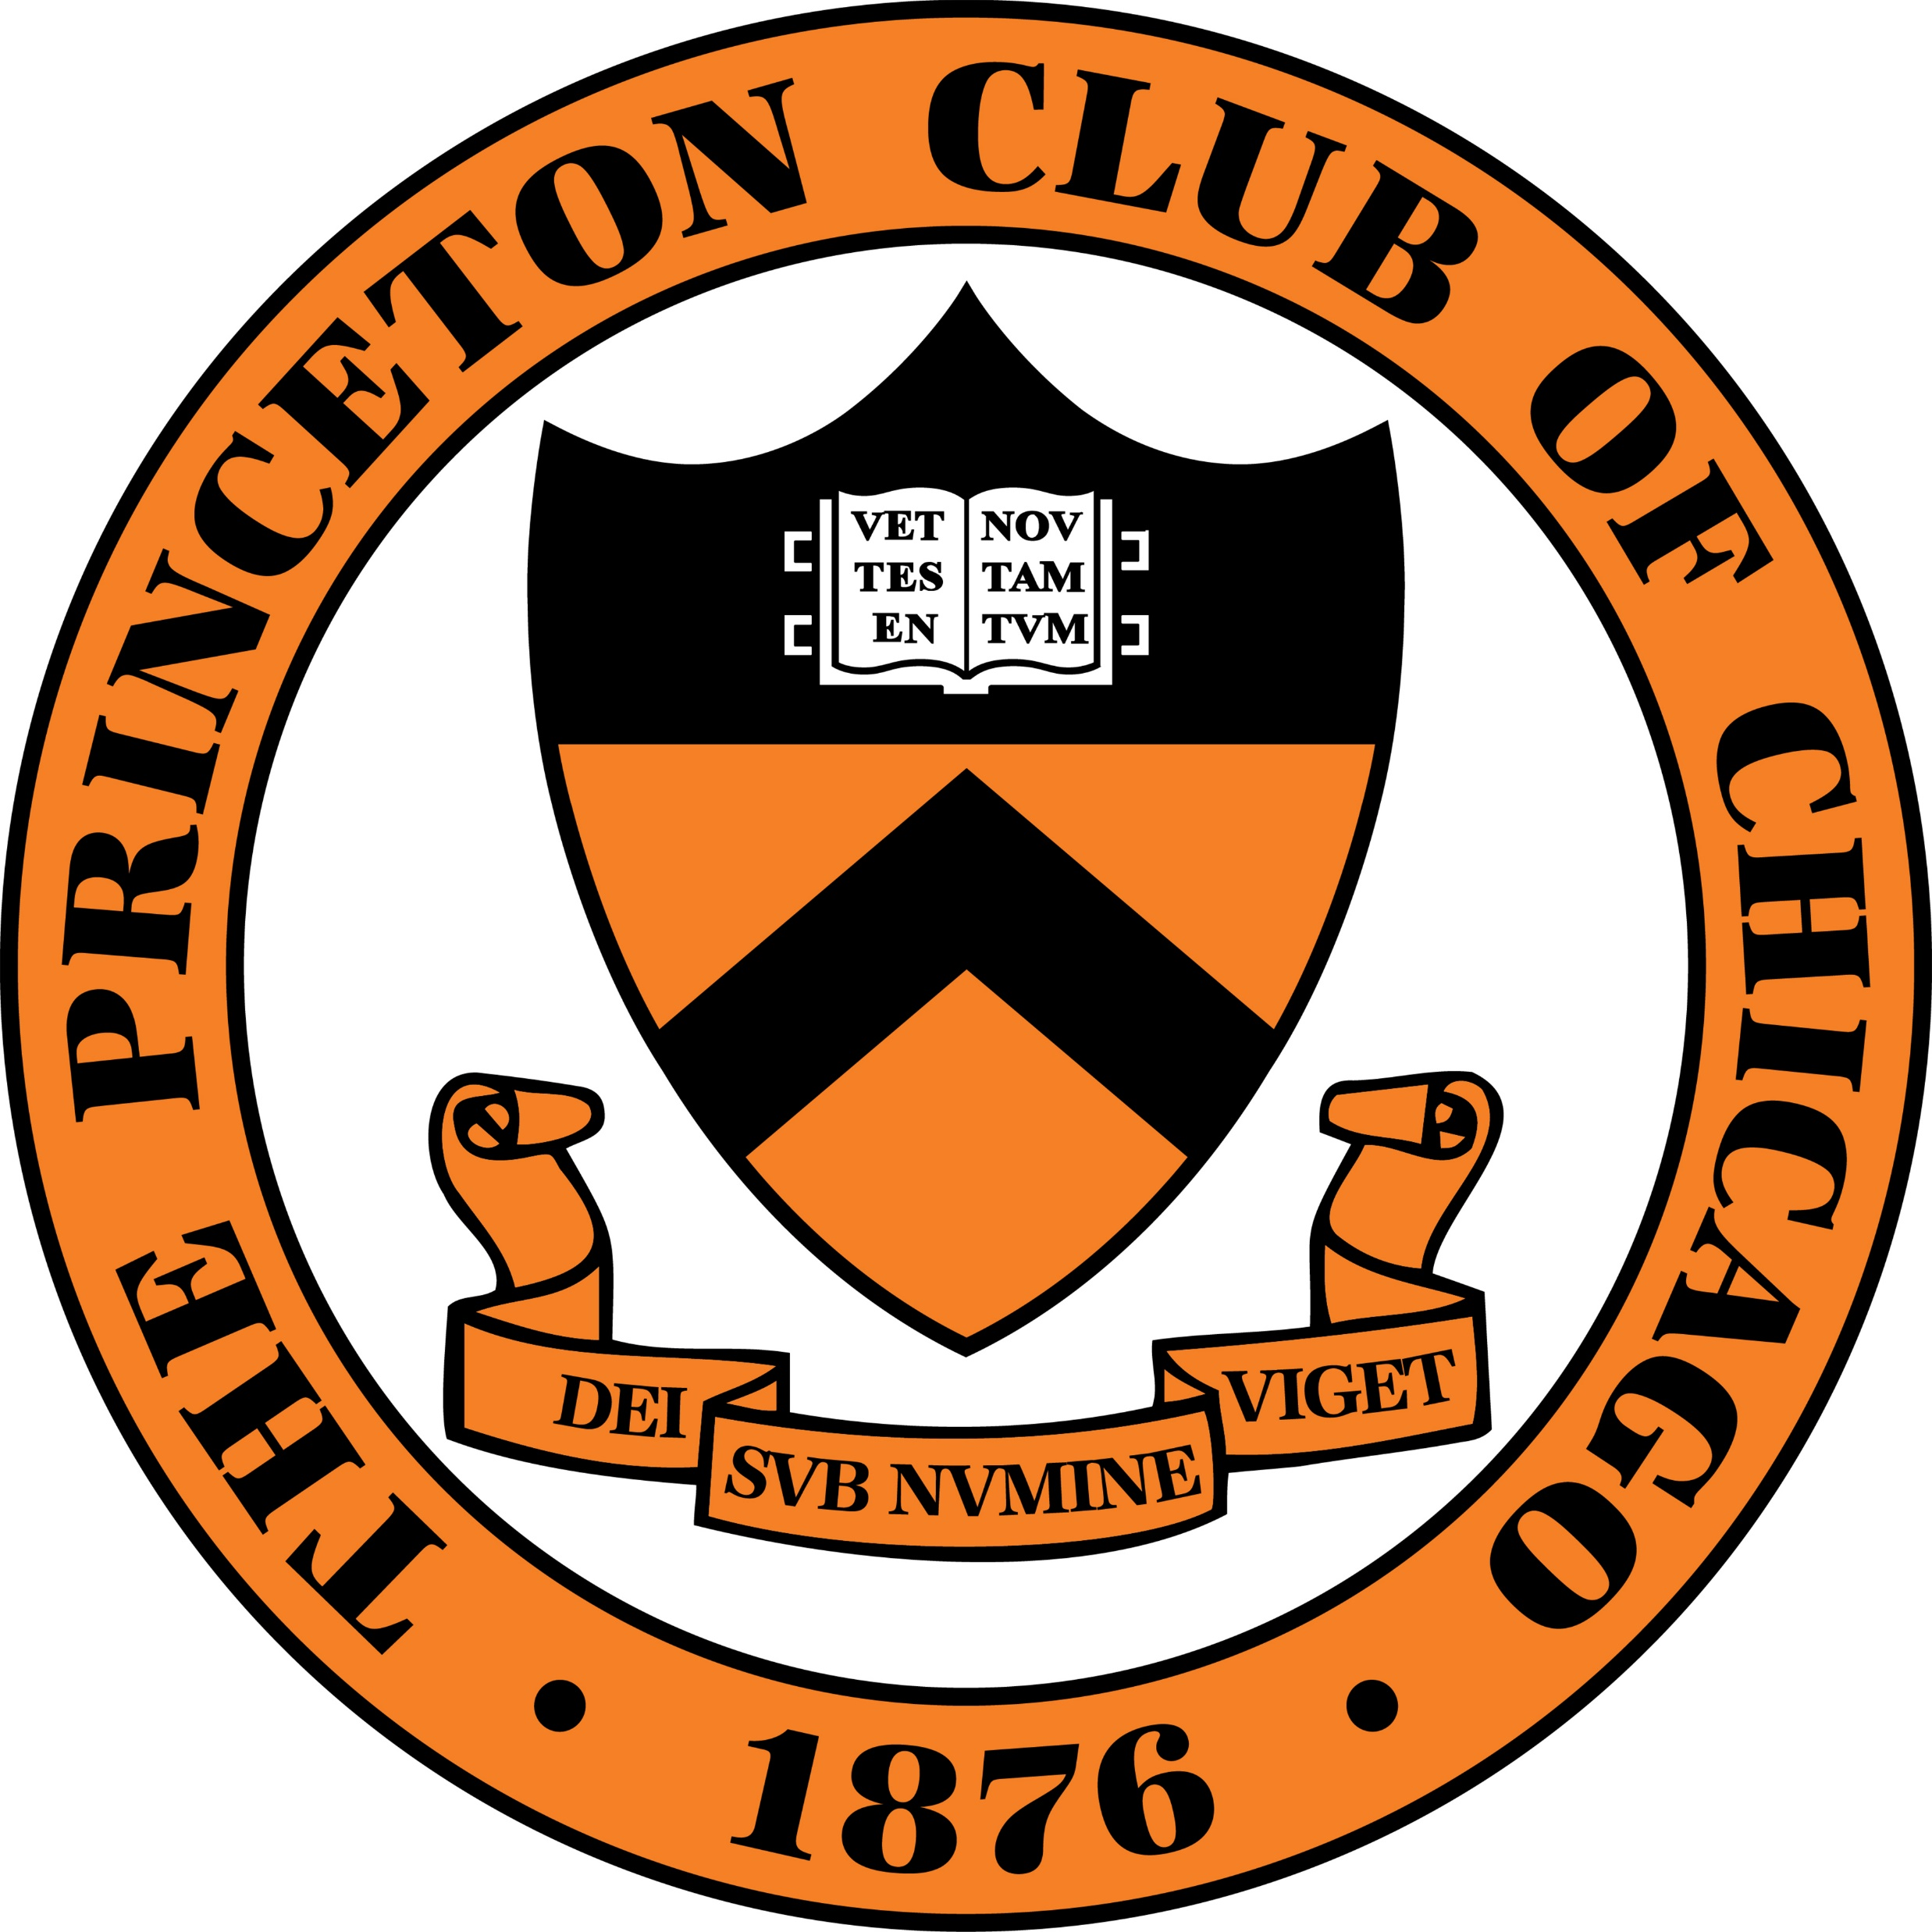 THE PRINCETON CLUB OF CHICAGO
VET NOV
TES TAM
EN TVM
DEI SVB NVMINE VIGET
• 1876 •